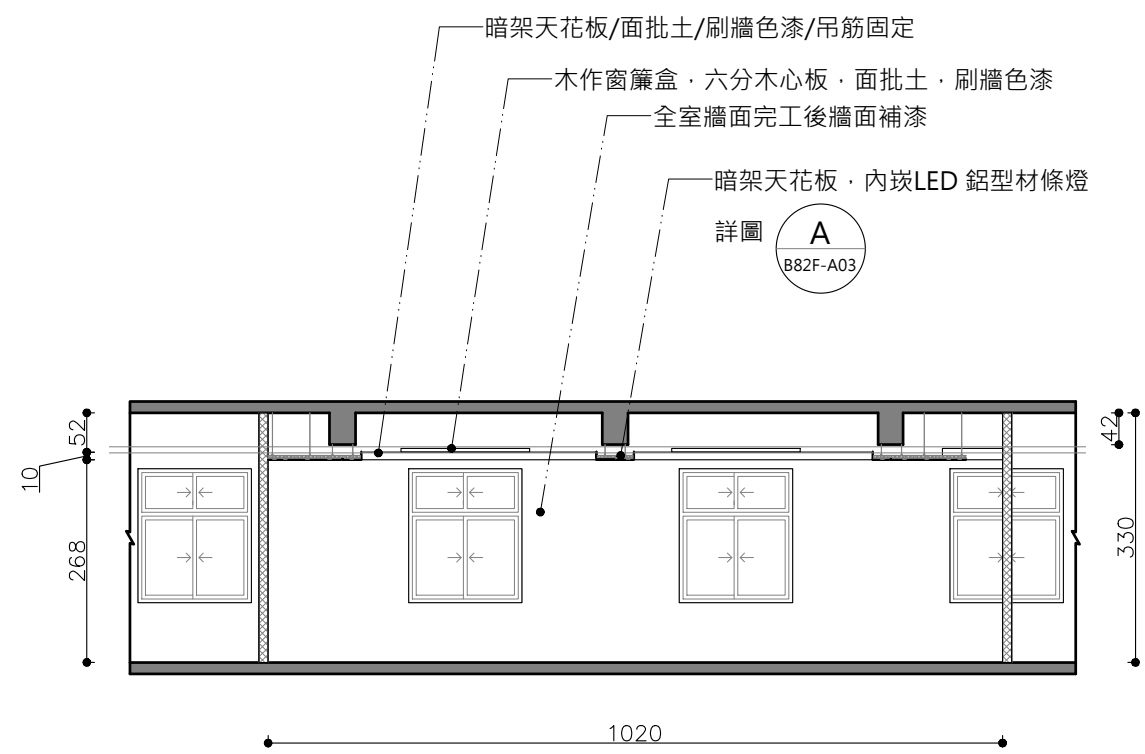 暗架天花板/面批土/刷牆色漆/吊筋固定
木作窗簾盒，六分木心板，面批土，刷牆色漆
全室牆面完工後牆面補漆
暗架天花板，內崁LED 鋁型材條燈
詳圖
A
B82F-A03
52
42
10
268
330
1020